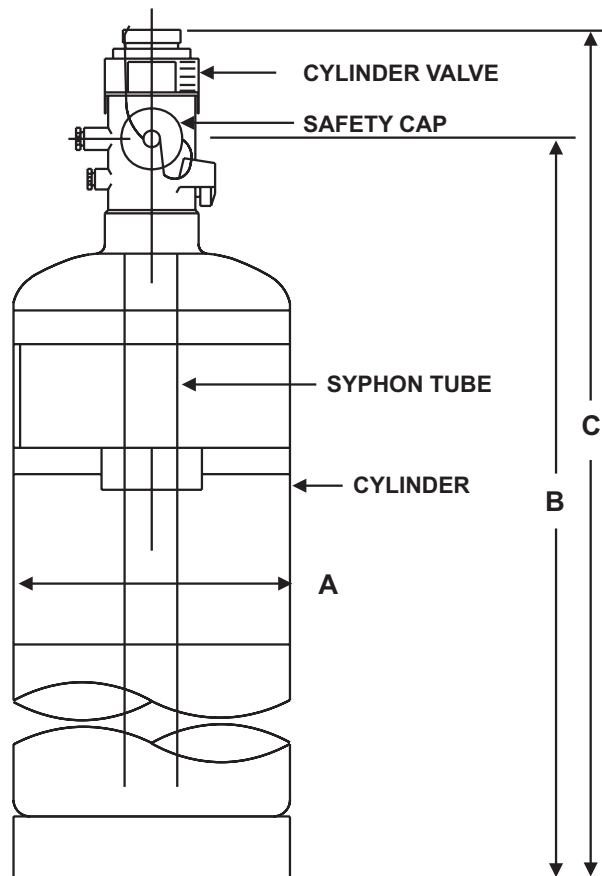 CYLINDER VALVE
SAFETY CAP
SYPHON TUBE
C
CYLINDER
B
A